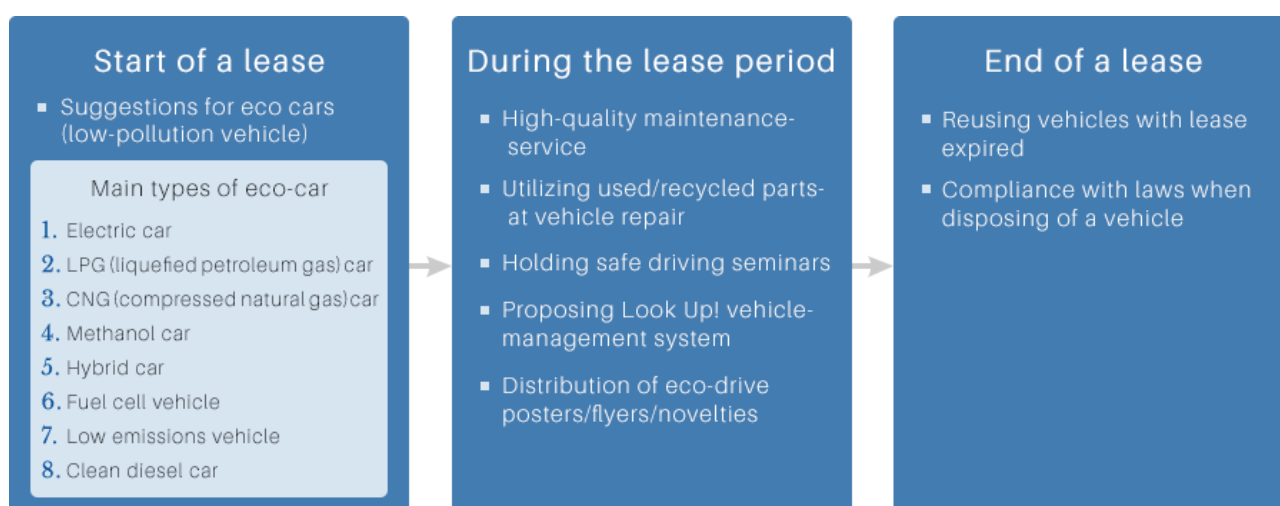 Start of a lease
▪ Suggestions for eco cars
(low-pollution vehicle)
Main types of eco-car
1. Electric car
2. LPG (liquefied petroleum gas) car
3. CNG (compressed natural gas) car
4. Methanol car
5. Hybrid car
6. Fuel cell vehicle
7. Low emissions vehicle
8. Clean diesel car
During the lease period
▪ High-quality maintenance-
service
▪ Utilizing used/recycled parts-
at vehicle repair
▪ Holding safe driving seminars
▪ Proposing Look Up! vehicle-
management system
▪ Distribution of eco-drive
posters/flyers/novelties
End of a lease
▪ Reusing vehicles with lease
expired
▪ Compliance with laws when
disposing of a vehicle